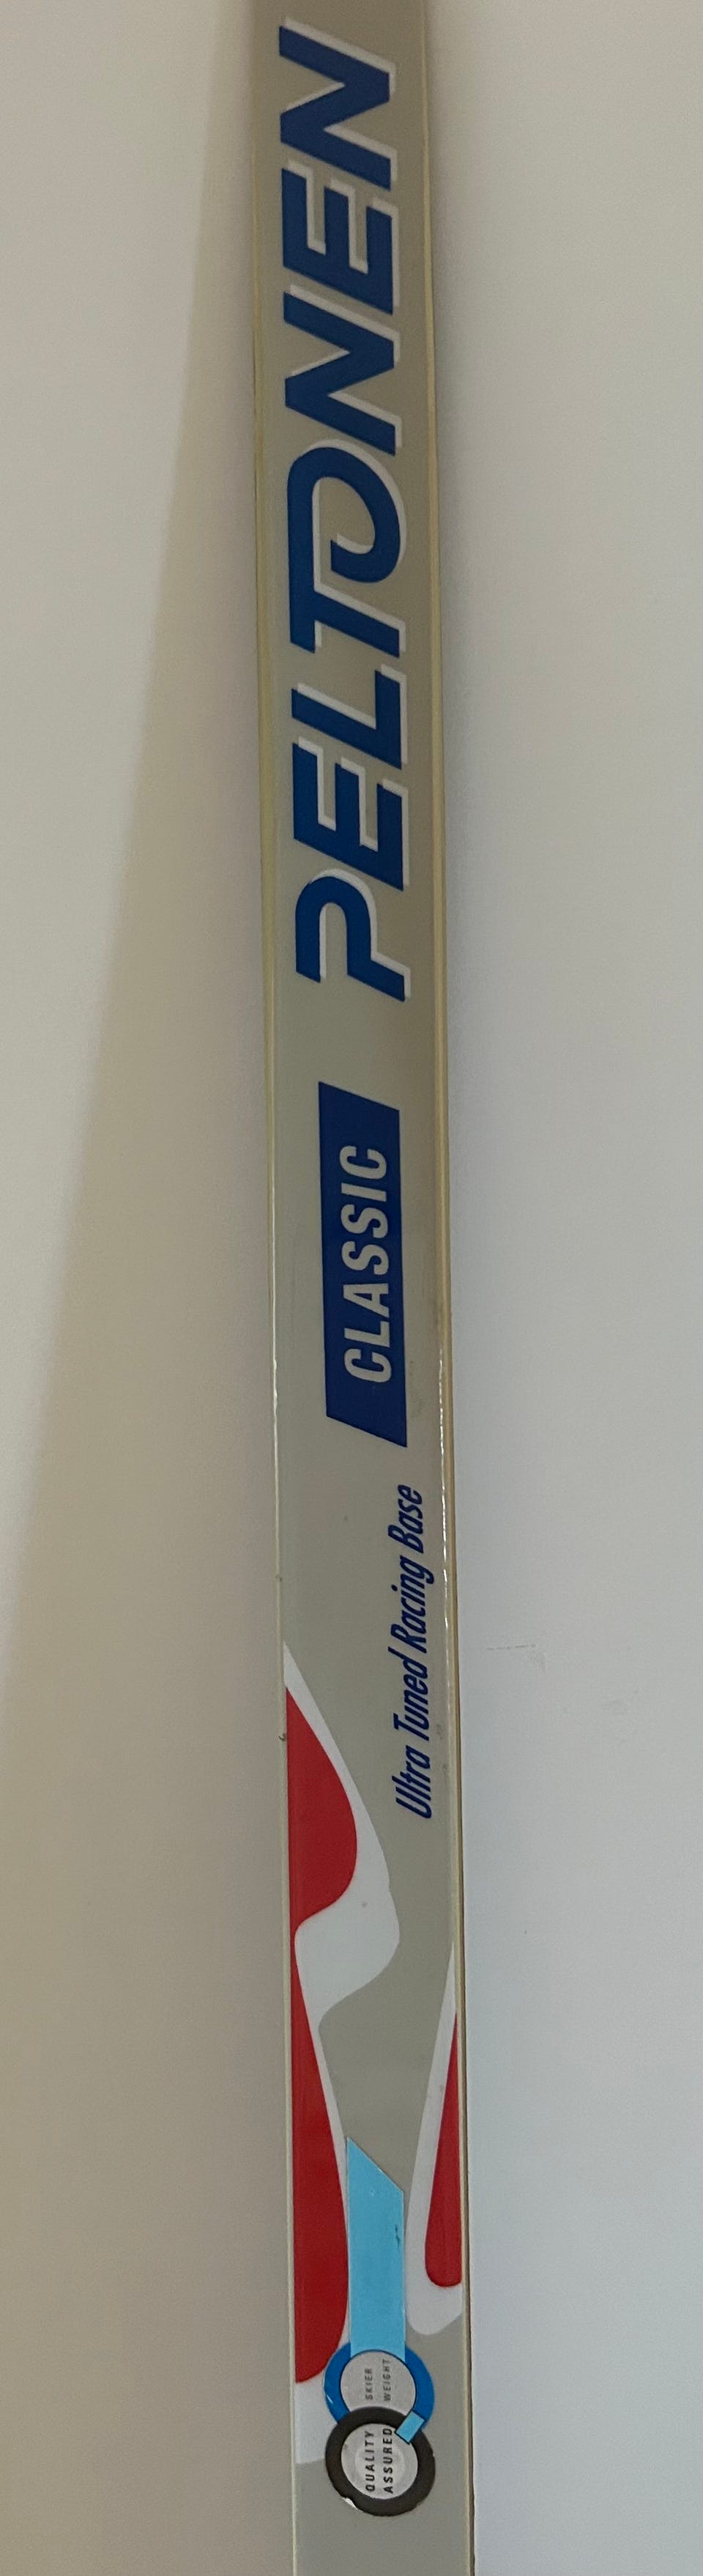 PELTONEN
CLASSIC
Ultra Tuned Racing Base
SKIER
WEIGHT
QUALITY
ASSURED